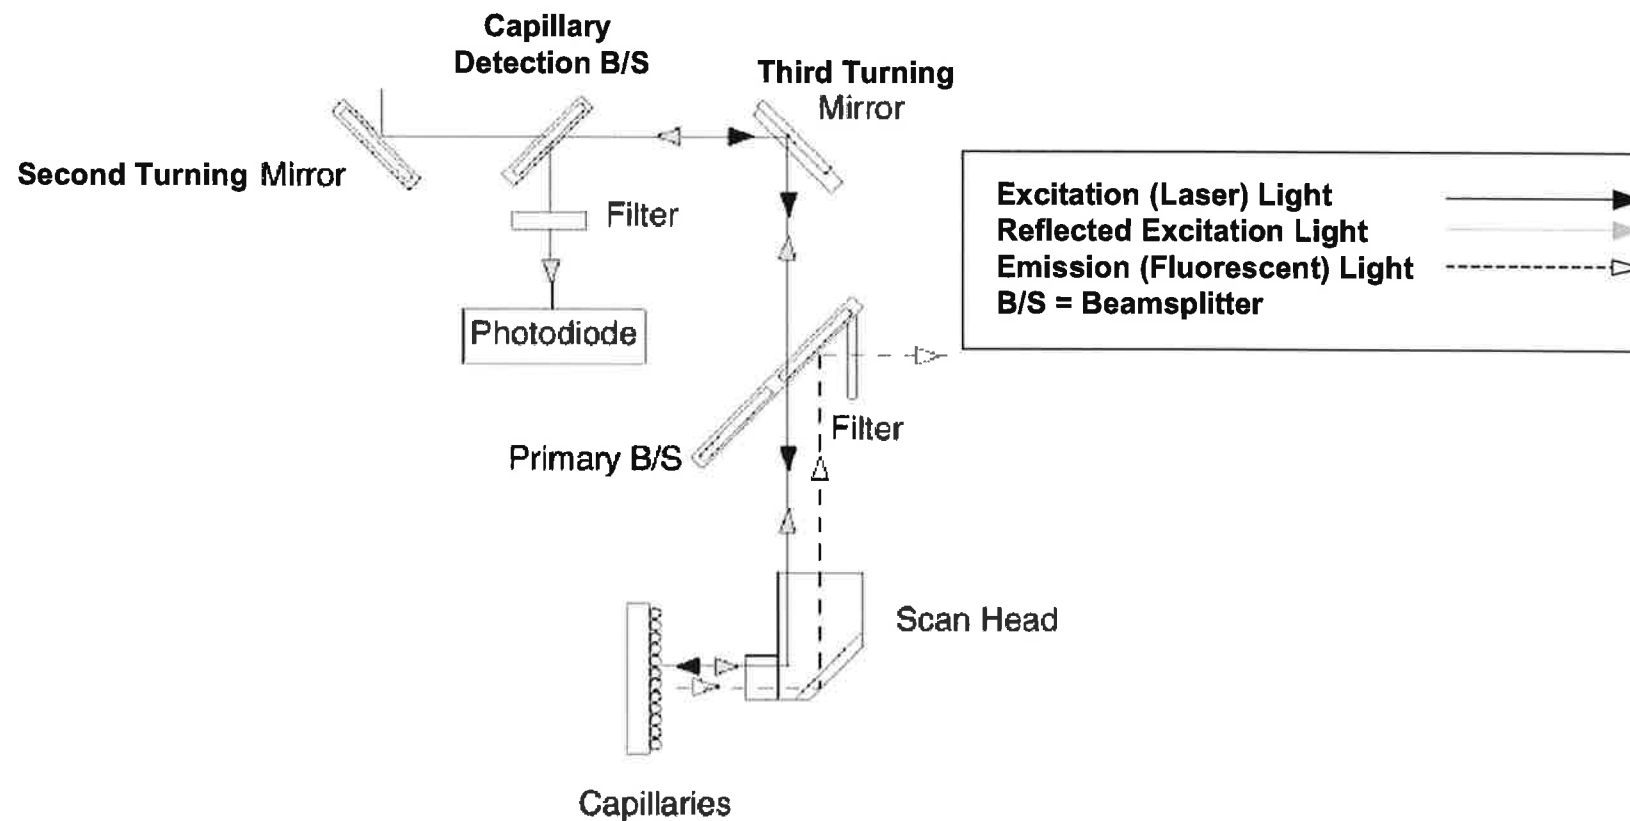 Capillary
Detection B/S
Third Turning
Mirror
Second Turning Mirror
Filter
Photodiode
Excitation (Laser) Light
Reflected Excitation Light
Emission (Fluorescent) Light
B/S = Beamsplitter
Filter
Primary B/S
Scan Head
Capillaries